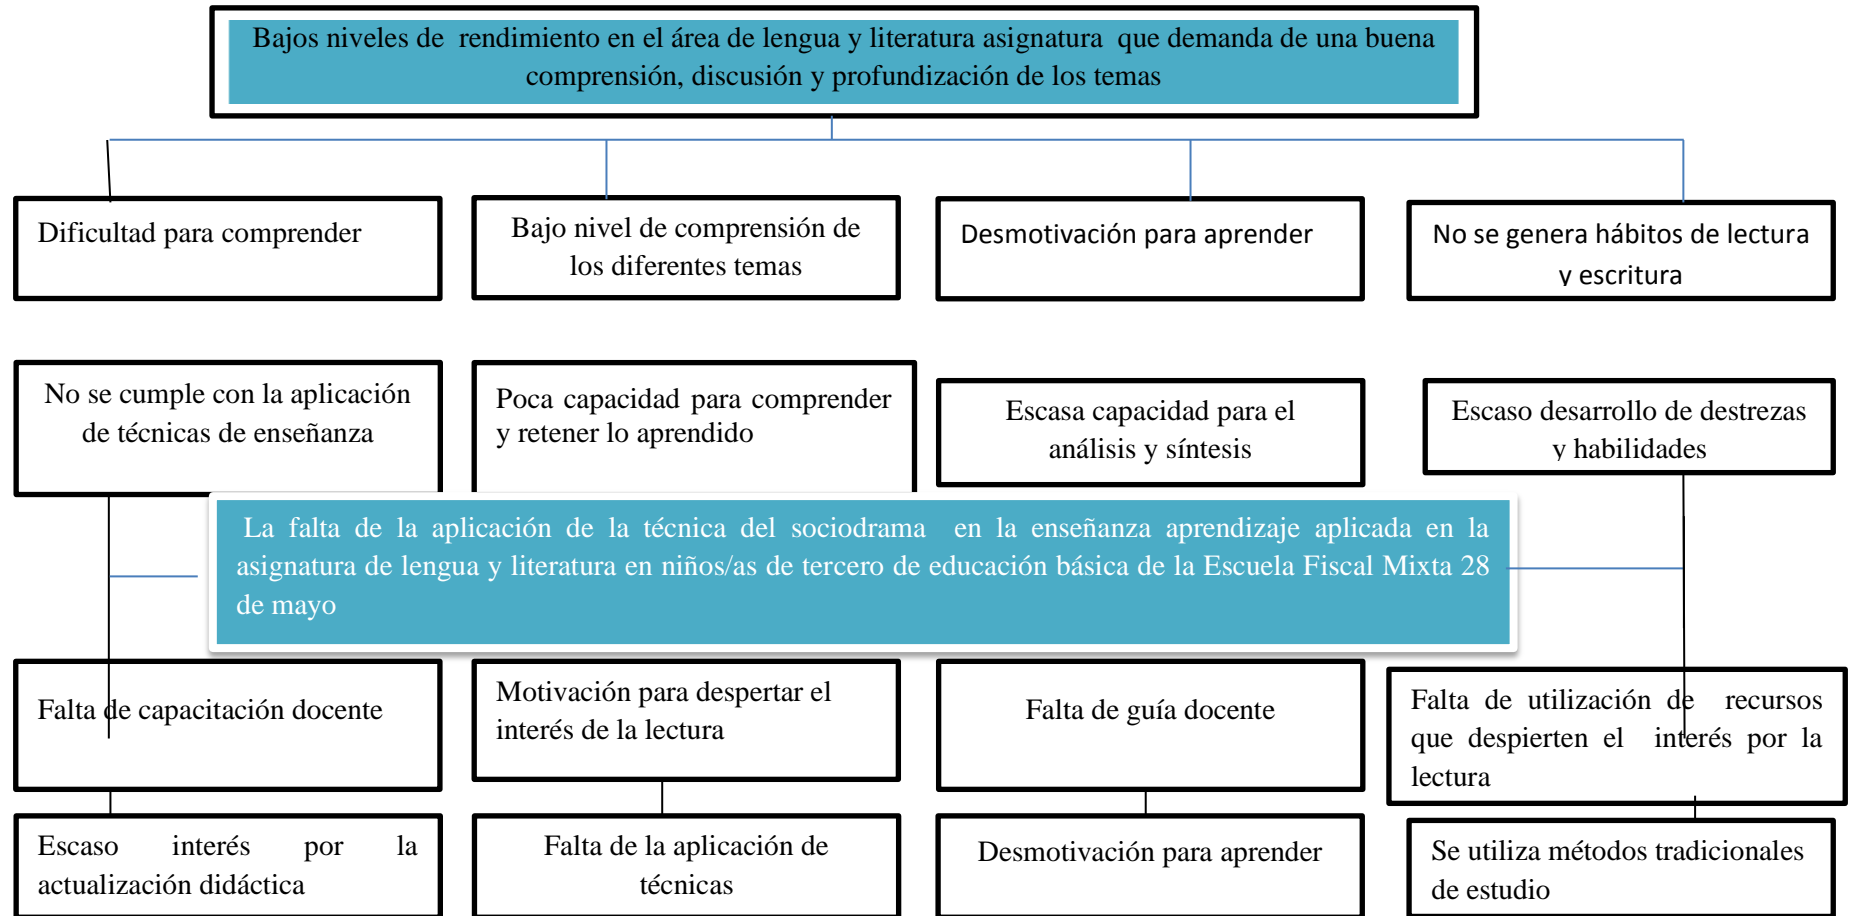 Bajos niveles de rendimiento en el área de lengua y literatura asignatura que demanda de una buena
comprensión, discusión y profundización de los temas
Dificultad para comprender
Bajo nivel de comprensión de
los diferentes temas
Desmotivación para aprender
No se genera hábitos de lectura
y escritura
No se cumple con la aplicación
de técnicas de enseñanza
Poca capacidad para comprender
y retener lo aprendido
Escasa capacidad para el
análisis y síntesis
Escaso desarrollo de destrezas
y habilidades
La falta de la aplicación de la técnica del sociodrama en la enseñanza aprendizaje aplicada en la
asignatura de lengua y literatura en niños/as de tercero de educación básica de la Escuela Fiscal Mixta 28
de mayo
Falta de capacitación docente
Motivación para despertar el
interés de la lectura
Falta de guía docente
Falta de utilización de recursos
que despierten el interés por la
lectura
Escaso interés por la
actualización didáctica
Falta de la aplicación de
técnicas
Desmotivación para aprender
Se utiliza métodos tradicionales
de estudio